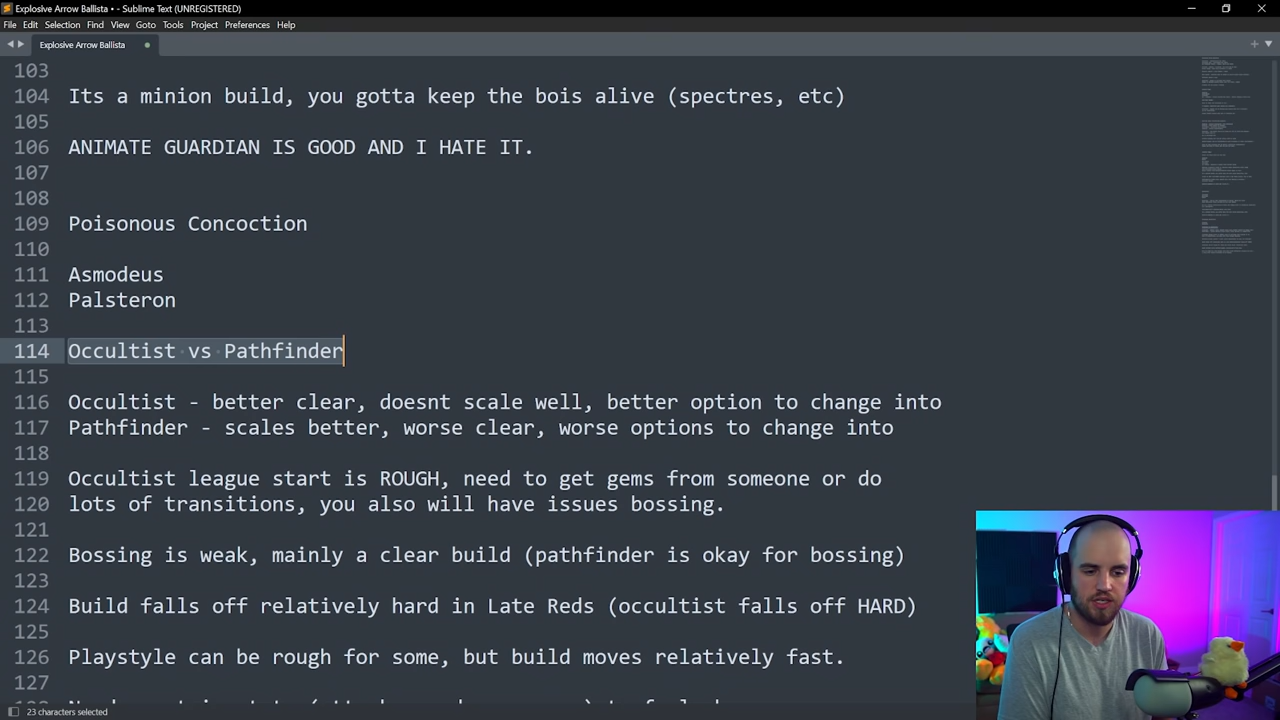 Explosive Arrow Ballista • - Sublime Text (UNREGISTERED)
File Edit Selection Find View Goto Tools Project Preferences Help
Explosive Arrow Ballista
103
104 Its a minion build, you gotta keep the bois alive (spectres, etc)
105
106 ANIMATE GUARDIAN IS GOOD AND I HATE IT.
107
108
109 Poisonous Concoction
110
111 Asmodeus
112 Palsteron
113
114 Occultist vs Pathfinder
115
116 Occultist - better clear, doesnt scale well, better option to change into
117 Pathfinder - scales better, worse clear, worse options to change into
118
119 Occultist league start is ROUGH, need to get gems from someone or do
120 lots of transitions, you also will have issues bossing.
121
122 Bossing is weak, mainly a clear build (pathfinder is okay for bossing)
123
124 Build falls off relatively hard in Late Reds (occultist falls off HARD)
125
126 Playstyle can be rough for some, but build moves relatively fast.
127
23 characters selected